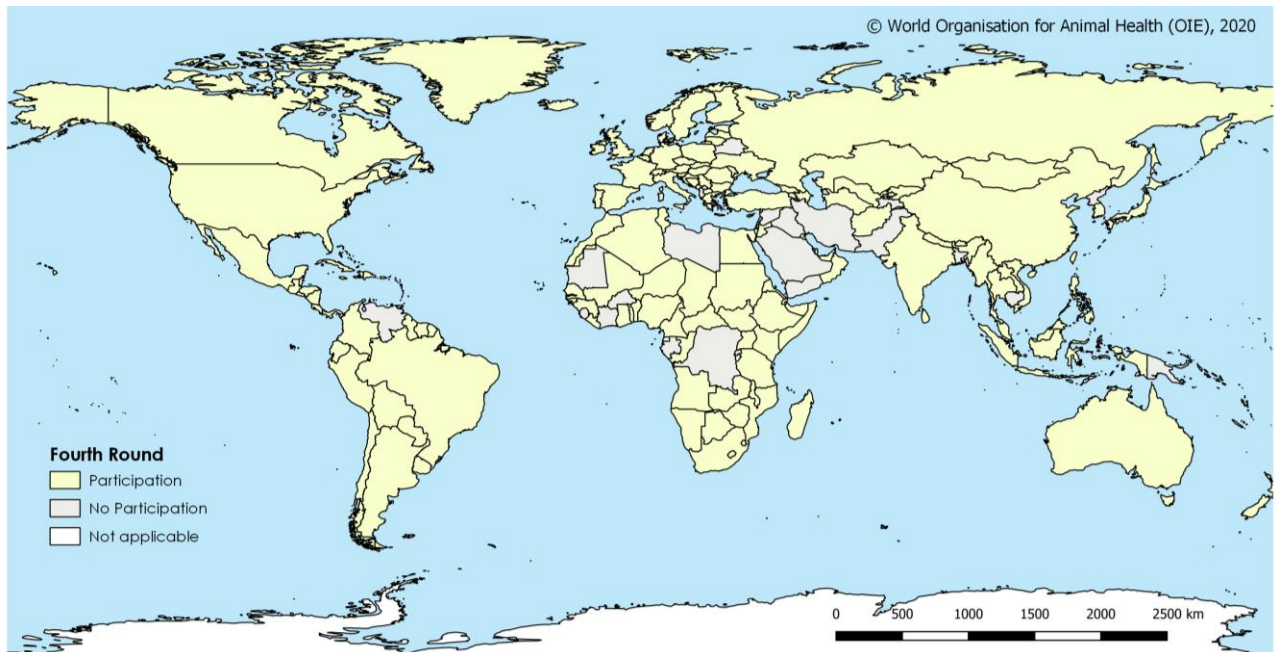 © World Organisation for Animal Health (OIE), 2020
Fourth Round
Participation
No Participation
Not applicable
0 500 1000 1500 2000 2500 km